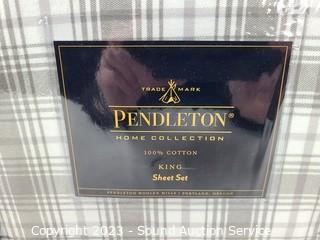 TRADE MARK
PENDLETON®
HOME COLLECTION
100% COTTON
KING
Sheet Set
PENDLETON WOOLEN MILLS | PORTLAND, OREGON
Copyright 2023 - Sound Auction Service